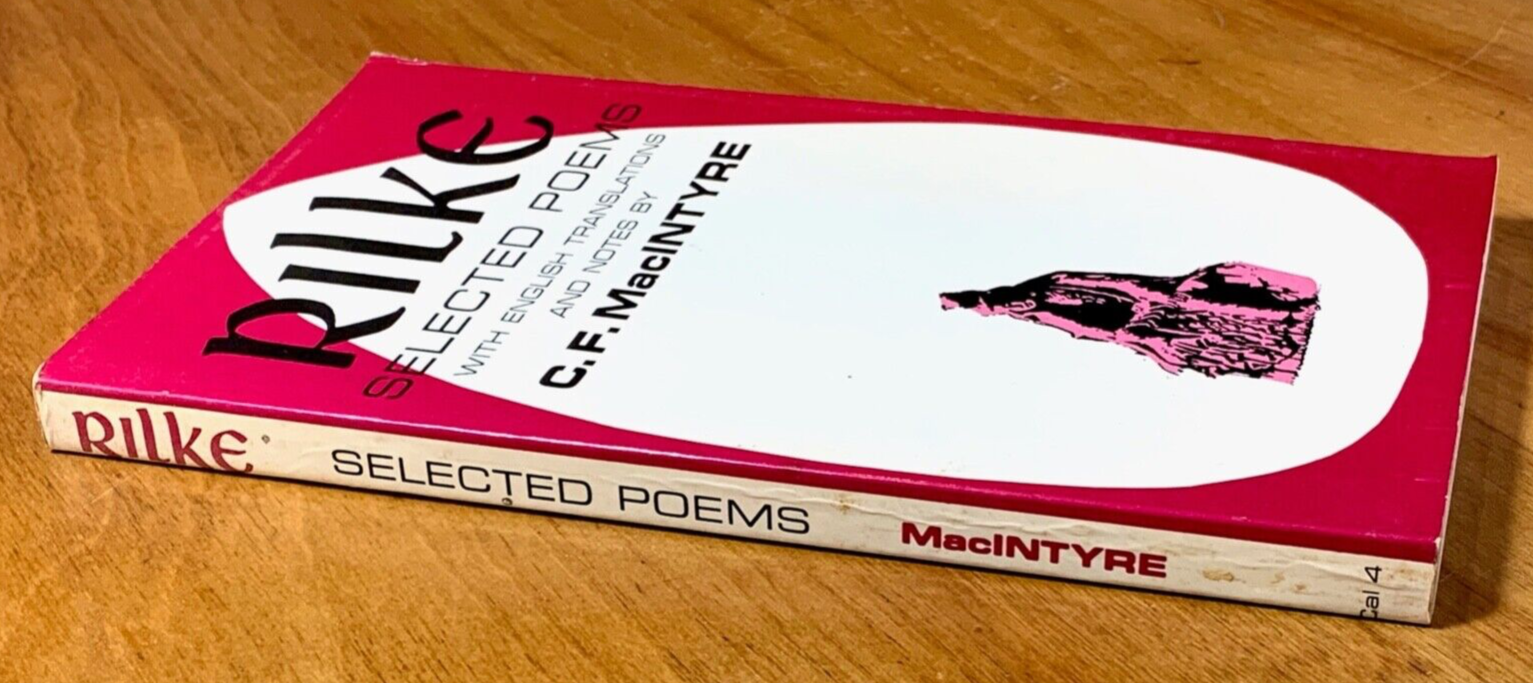 RILKE
SELECTED POEMS
WITH ENGLISH TRANSLATIONS
AND NOTES BY
C.F. MacINTYRE
RILKE SELECTED POEMS MacINTYRE Cal 4